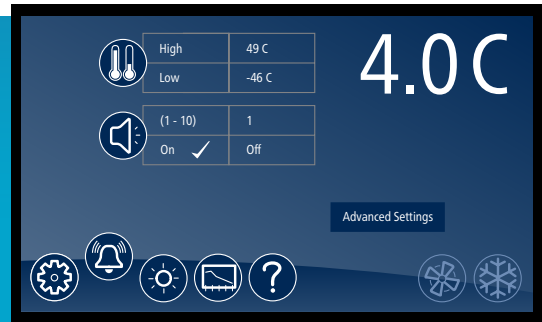 High 49 C
Low -46 C
4.0 C
(1 - 10) 1
On Off
Advanced Settings
?